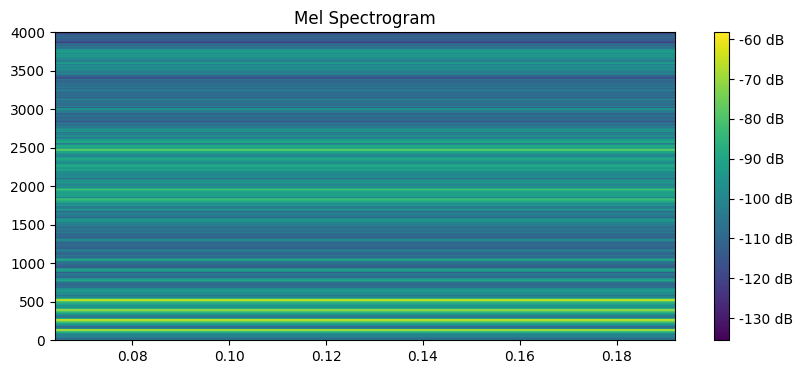 Mel Spectrogram
4000
3500
3000
2500
2000
1500
1000
500
0
0.08 0.10 0.12 0.14 0.16 0.18
-60 dB
-70 dB
-80 dB
-90 dB
-100 dB
-110 dB
-120 dB
-130 dB